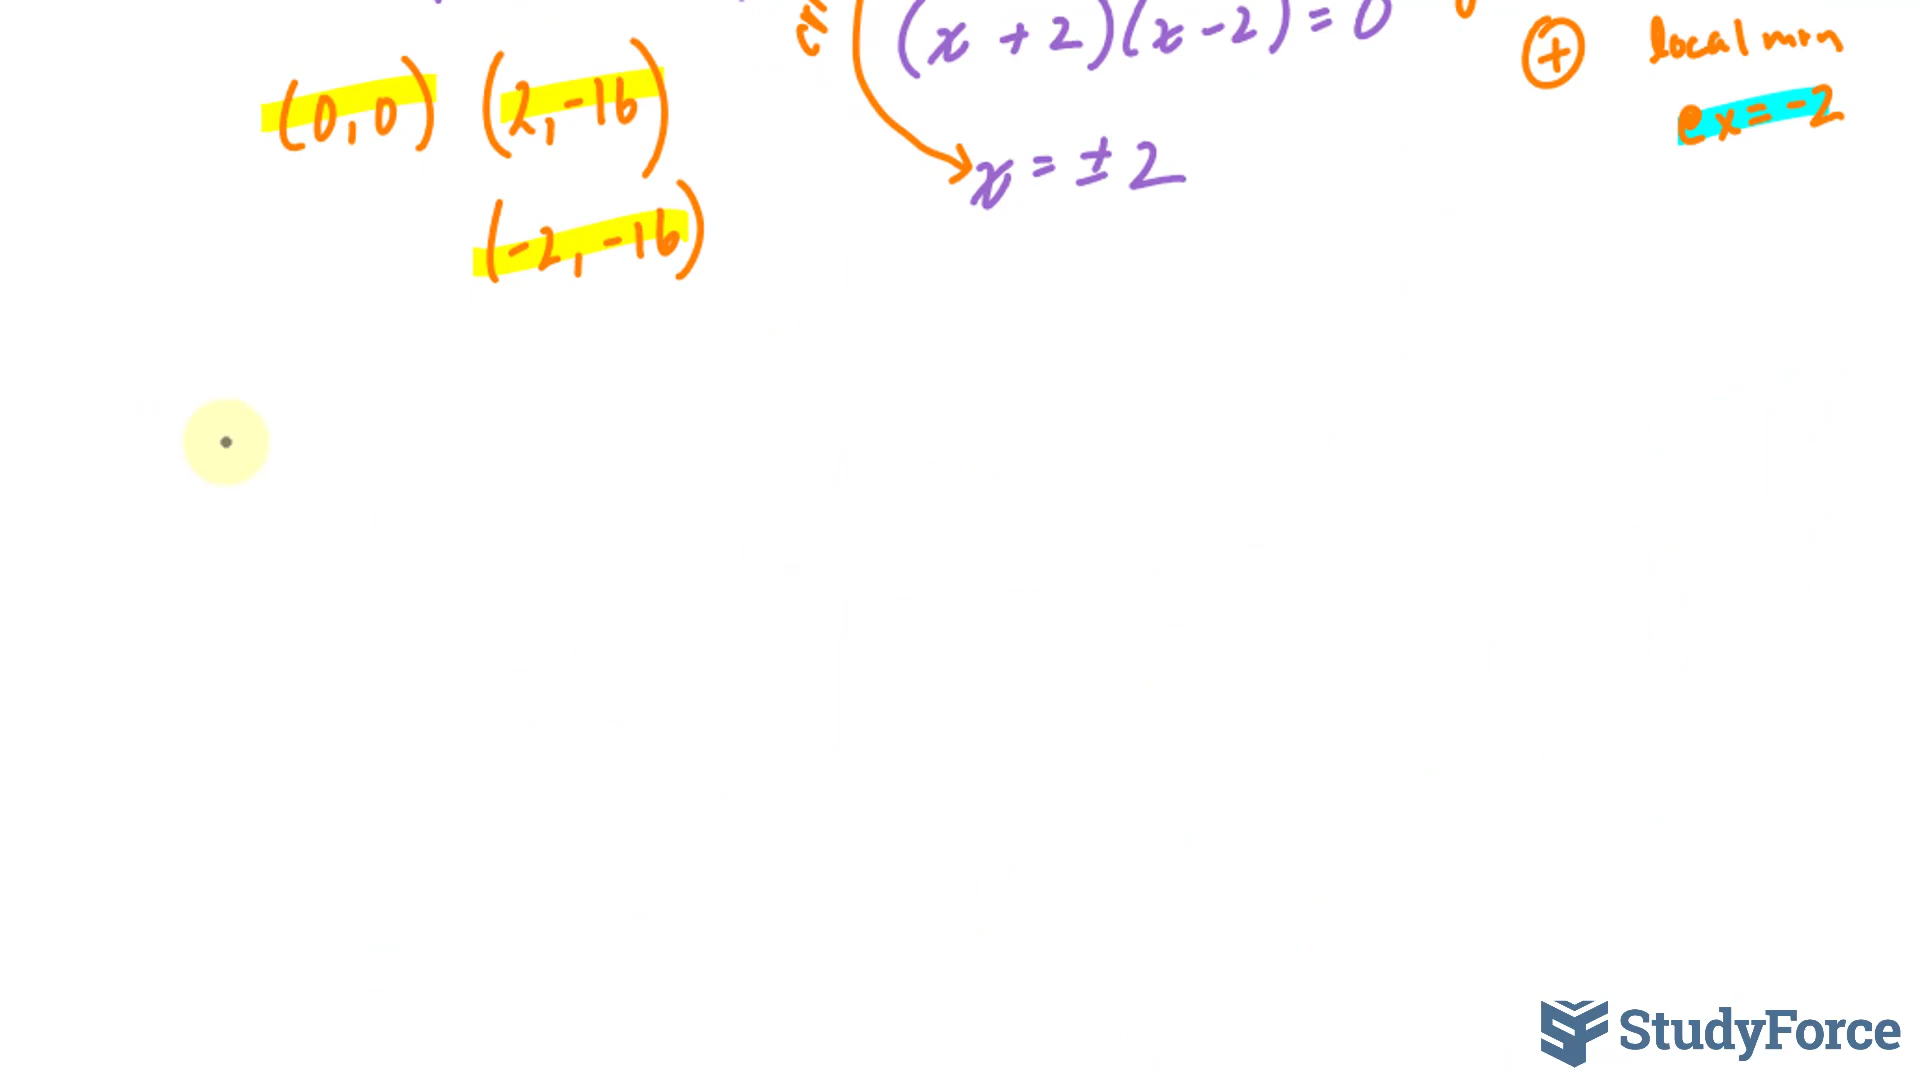 (x + 2)(x - 2) = 0
(0, 0) (2, -16)
(-2, -16)
x = ± 2
+ local min
@ x = -2
StudyForce